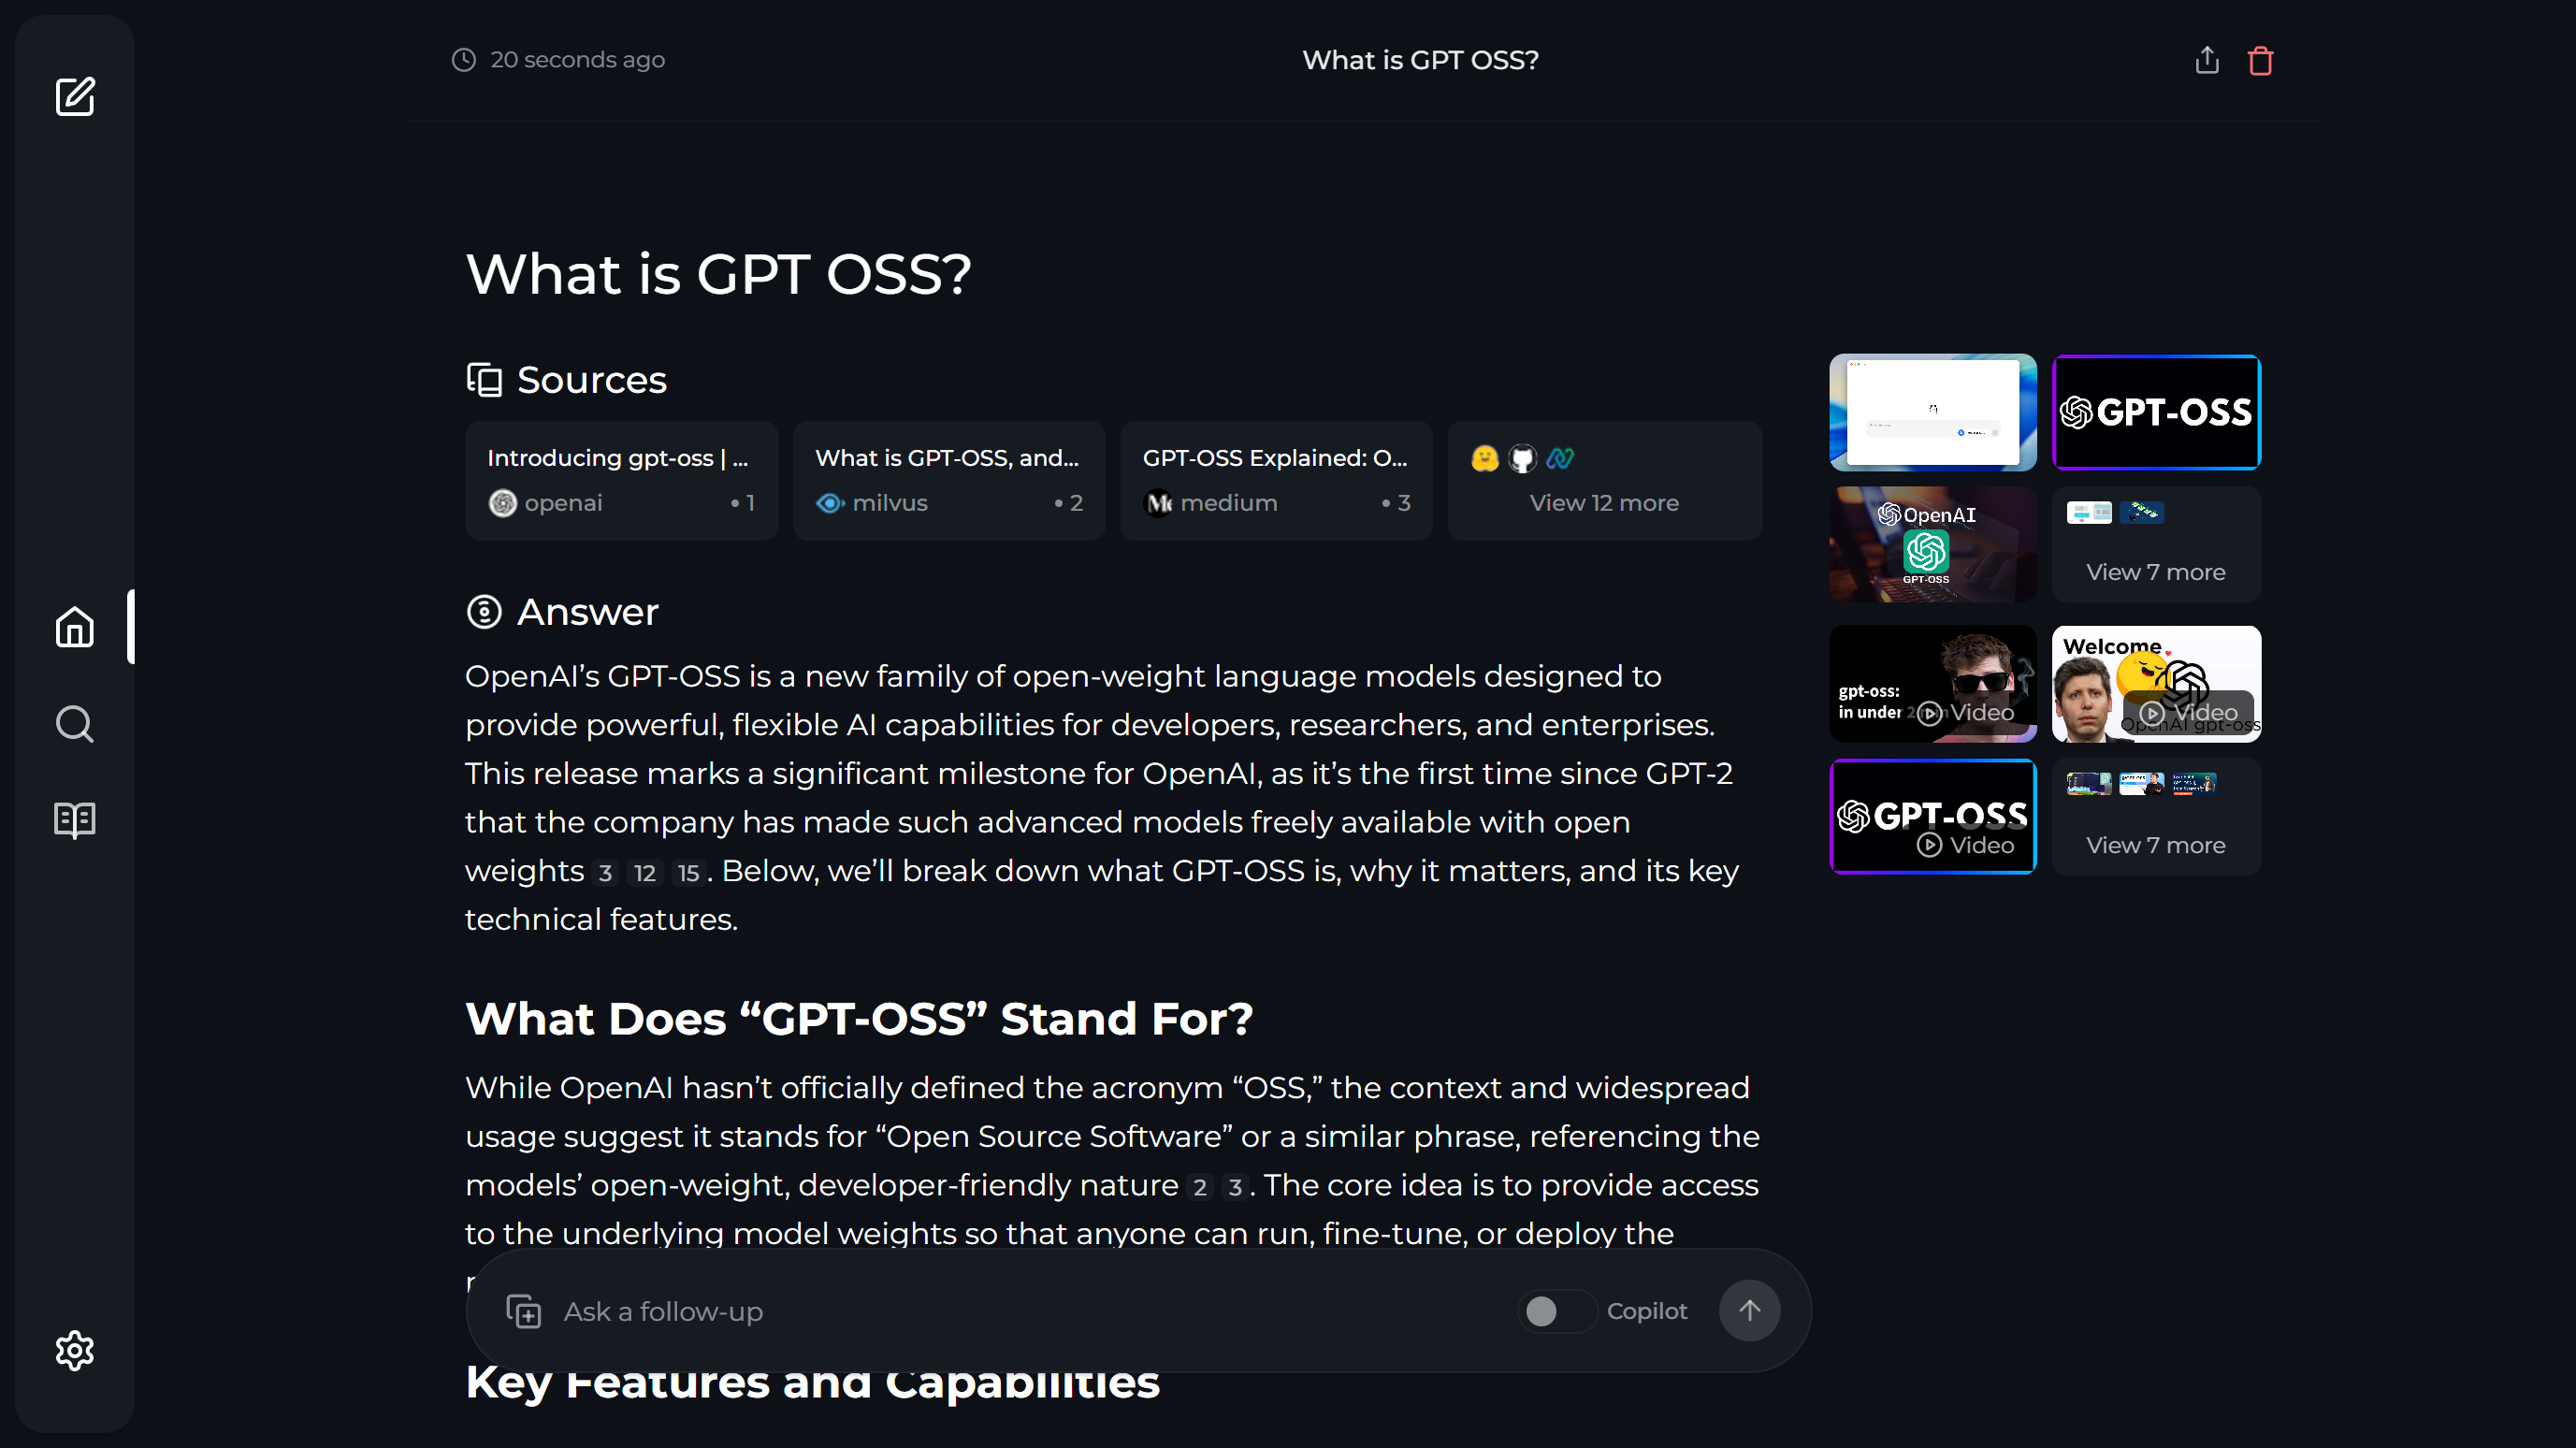 20 seconds ago
What is GPT OSS?
What is GPT OSS?
Sources
Introducing gpt-oss | ...
openai
• 1
What is GPT-OSS, and...
milvus
• 2
GPT-OSS Explained: O...
medium
• 3
View 12 more
Answer
OpenAI’s GPT-OSS is a new family of open-weight language models designed to
provide powerful, flexible AI capabilities for developers, researchers, and enterprises.
This release marks a significant milestone for OpenAI, as it’s the first time since GPT-2
that the company has made such advanced models freely available with open
weights 3 12 15. Below, we’ll break down what GPT-OSS is, why it matters, and its key
technical features.
What Does “GPT-OSS” Stand For?
While OpenAI hasn’t officially defined the acronym “OSS,” the context and widespread
usage suggest it stands for “Open Source Software” or a similar phrase, referencing the
models’ open-weight, developer-friendly nature 2 3. The core idea is to provide access
to the underlying model weights so that anyone can run, fine-tune, or deploy the
Ask a follow-up
Copilot
Key Features and Capabilities
GPT-OSS
OpenAI
GPT-OSS
View 7 more
gpt-oss:
in under
Video
Welcome
OpenAI gpt-oss
Video
GPT-OSS
Video
View 7 more